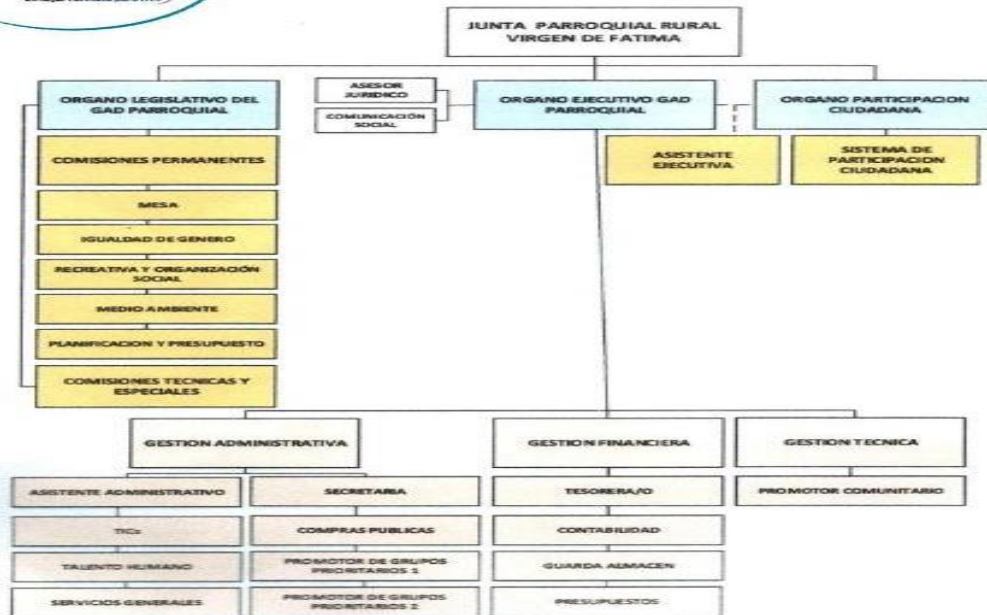 JUNTA PARROQUIAL RURAL
VIRGEN DE FATIMA
ORGANO LEGISLATIVO DEL
GAD PARROQUIAL
ASESOR
JURIDICO
COMUNICACIÓN
SOCIAL
ORGANO EJECUTIVO GAD
PARROQUIAL
ORGANO PARTICIPACION
CIUDADANA
COMISIONES PERMANENTES
ASISTENTE
EJECUTIVA
SISTEMA DE
PARTICIPACION
CIUDADANA
MESA
IGUALDAD DE GENERO
RECREATIVA Y ORGANIZACIÓN
SOCIAL
MEDIO AMBIENTE
PLANIFICACION Y PRESUPUESTO
COMISIONES TECNICAS Y
ESPECIALES
GESTION ADMINISTRATIVA
GESTION FINANCIERA
GESTION TECNICA
ASISTENTE ADMINISTRATIVO
SECRETARIA
TESORERA/O
PROMOTOR COMUNITARIO
TICs
COMPRAS PUBLICAS
CONTABILIDAD
TALENTO HUMANO
PROMOTOR DE GRUPOS
PRIORITARIOS 1
GUARDA ALMACEN
SERVICIOS GENERALES
PROMOTOR DE GRUPOS
PRIORITARIOS 2
PRESUPUESTOS